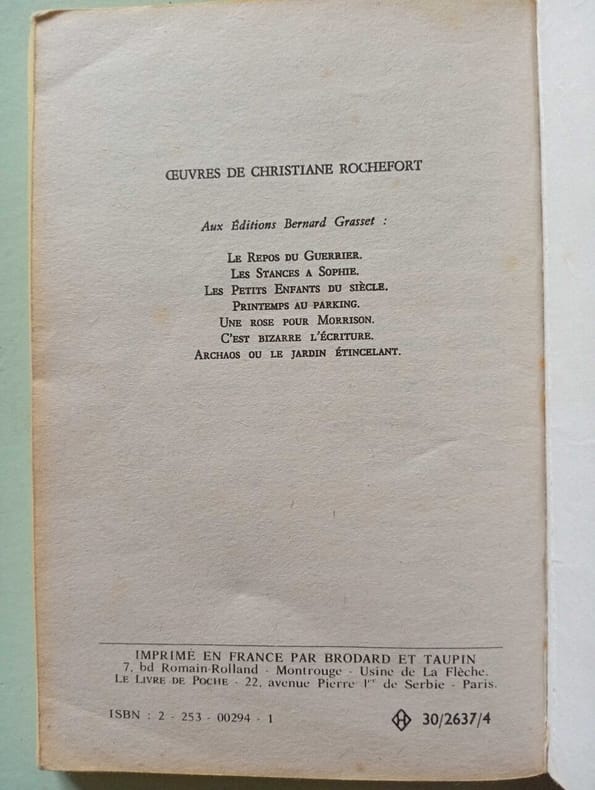 ŒUVRES DE CHRISTIANE ROCHEFORT
Aux Éditions Bernard Grasset :
LE REPOS DU GUERRIER.
LES STANCES A SOPHIE.
LES PETITS ENFANTS DU SIÈCLE.
PRINTEMPS AU PARKING.
UNE ROSE POUR MORRISON.
C'EST BIZARRE L'ÉCRITURE.
ARCHAOS OU LE JARDIN ÉTINCELANT.
IMPRIMÉ EN FRANCE PAR BRODARD ET TAUPIN
7, bd Romain-Rolland - Montrouge - Usine de La Flèche.
LE LIVRE DE POCHE - 22, avenue Pierre Iᵉʳ de Serbie - Paris.
ISBN : 2 - 253 - 00294 - 1
30/2637/4